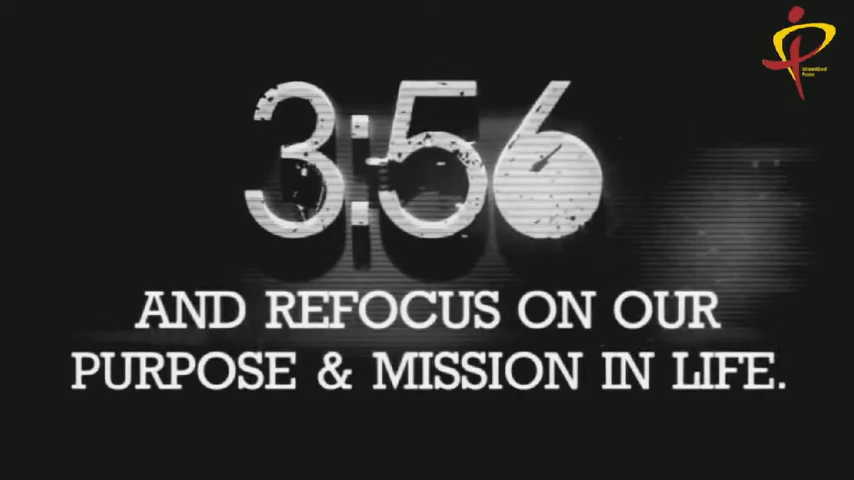 3:56
AND REFOCUS ON OUR
PURPOSE & MISSION IN LIFE.